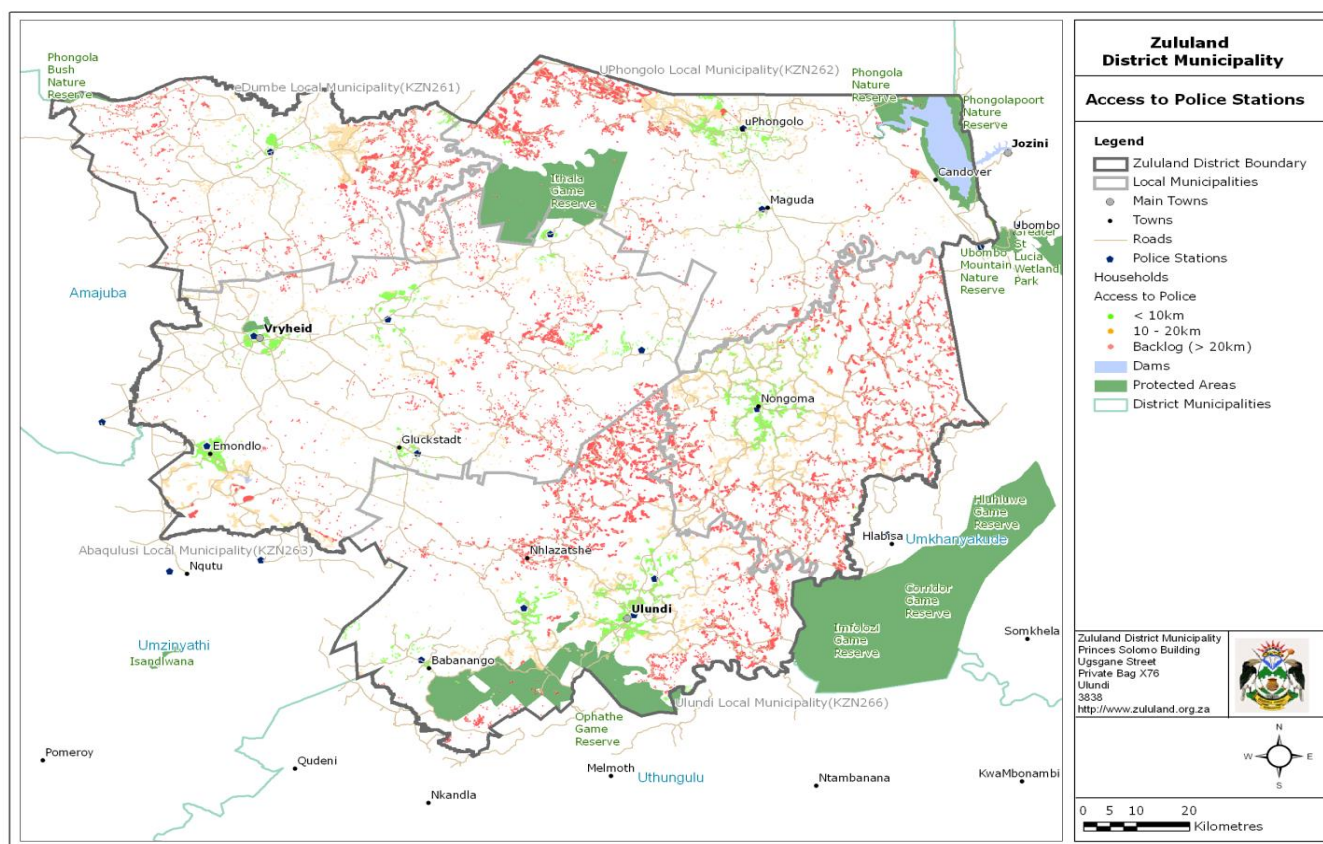 Zululand
District Municipality
Access to Police Stations
Legend
Zululand District Boundary
Local Municipalities
Main Towns
Towns
Roads
Police Stations
Households
Access to Police
< 10km
10 - 20km
Backlog (> 20km)
Dams
Protected Areas
District Municipalities
Zululand District Municipality
Princes Solomo Building
Ugsgane Street
Private Bag X76
Ulundi
3838
http://www.zululand.org.za
N
W
E
S
0 5 10 20
Kilometres
Phongola
Bush
Nature
Reserve
eDumbe Local Municipality(KZN261)
UPhongolo Local Municipality(KZN262)
Phongola
Nature
Reserve
Phongolapoort
Nature
Reserve
uPhongolo
Jozini
Candover
Ithala
Game
Reserve
Maguda
Ubombo
Greater
St
Lucia
Wetland
Park
Ubombo
Mountain
Nature
Reserve
Amajuba
Vryheid
Nongoma
Emondlo
Gluckstadt
Hluhluwe
Game
Reserve
Hlabisa
Umkhanyakude
Abaqulusi Local Municipality(KZN263)
Nqutu
Nhlazatshe
Corridor
Game
Reserve
Ulundi
Imfolozi
Game
Reserve
Somkhela
Umzinyathi
Isandlwana
Babanango
Ulundi Local Municipality(KZN266)
Ophathe
Game
Reserve
Pomeroy
Qudeni
Melmoth
Uthungulu
Ntambanana
KwaMbonambi
Nkandla